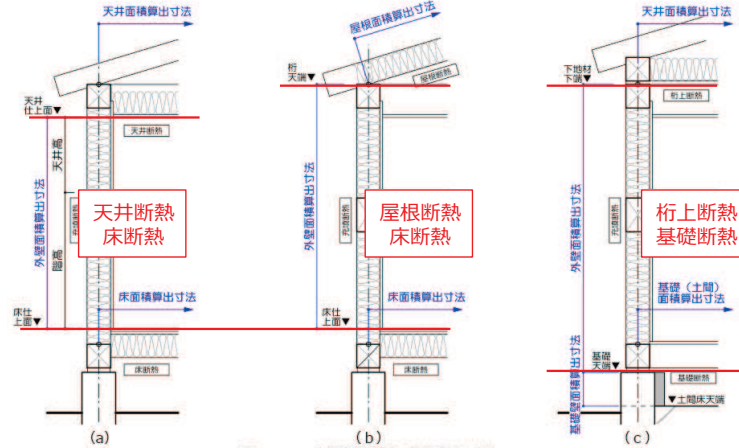 天井面積算出寸法
天井
仕上面▼
天井断熱
天井高
外壁面積算出寸法
階高
天井断熱
床断熱
床面積算出寸法
床仕
上面▼
床断熱
(a)
屋根面積算出寸法
桁
天端▼
屋根断熱
外壁面積算出寸法
充填断熱
屋根断熱
床断熱
床面積算出寸法
床仕
上面▼
床断熱
(b)
天井面積算出寸法
下地材
下端▼
桁上断熱
外壁面積算出寸法
充填断熱
桁上断熱
基礎断熱
基礎（土間）
面積算出寸法
基礎
天端▼
基礎壁面積算出寸法
基礎断熱
▼土間床天端
(c)